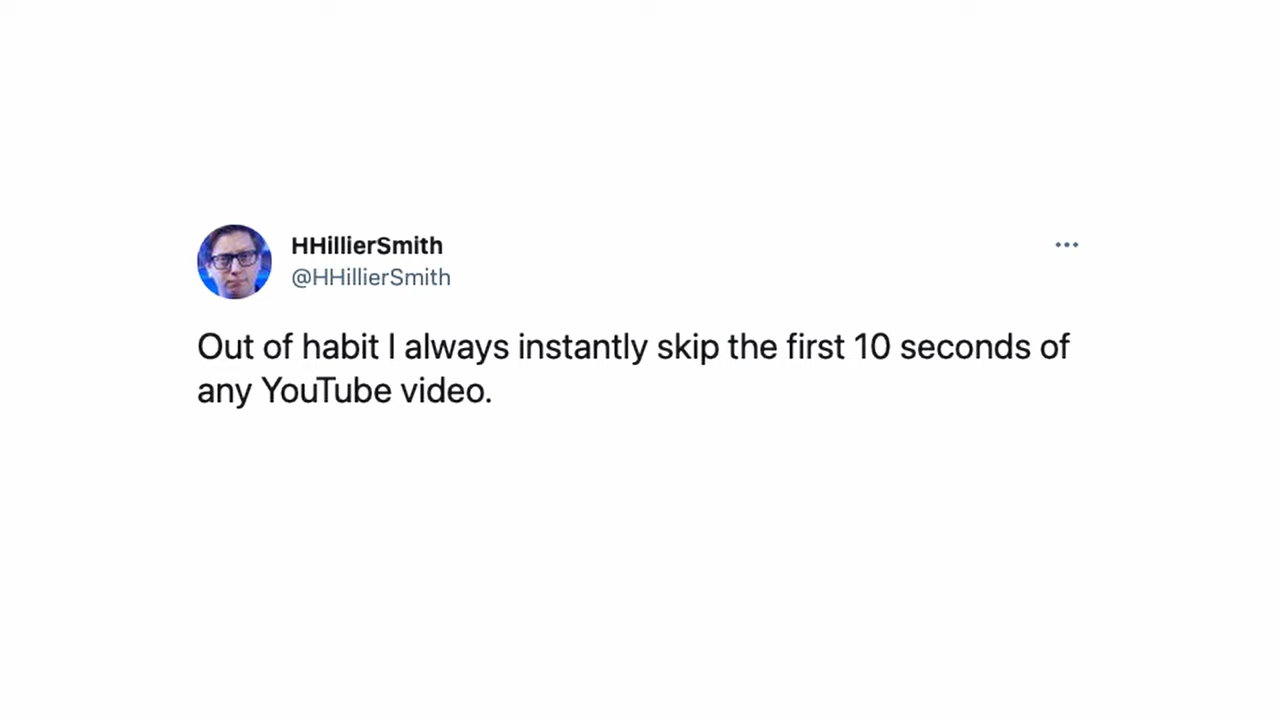 HHillierSmith
@HHillierSmith
Out of habit I always instantly skip the first 10 seconds of
any YouTube video.